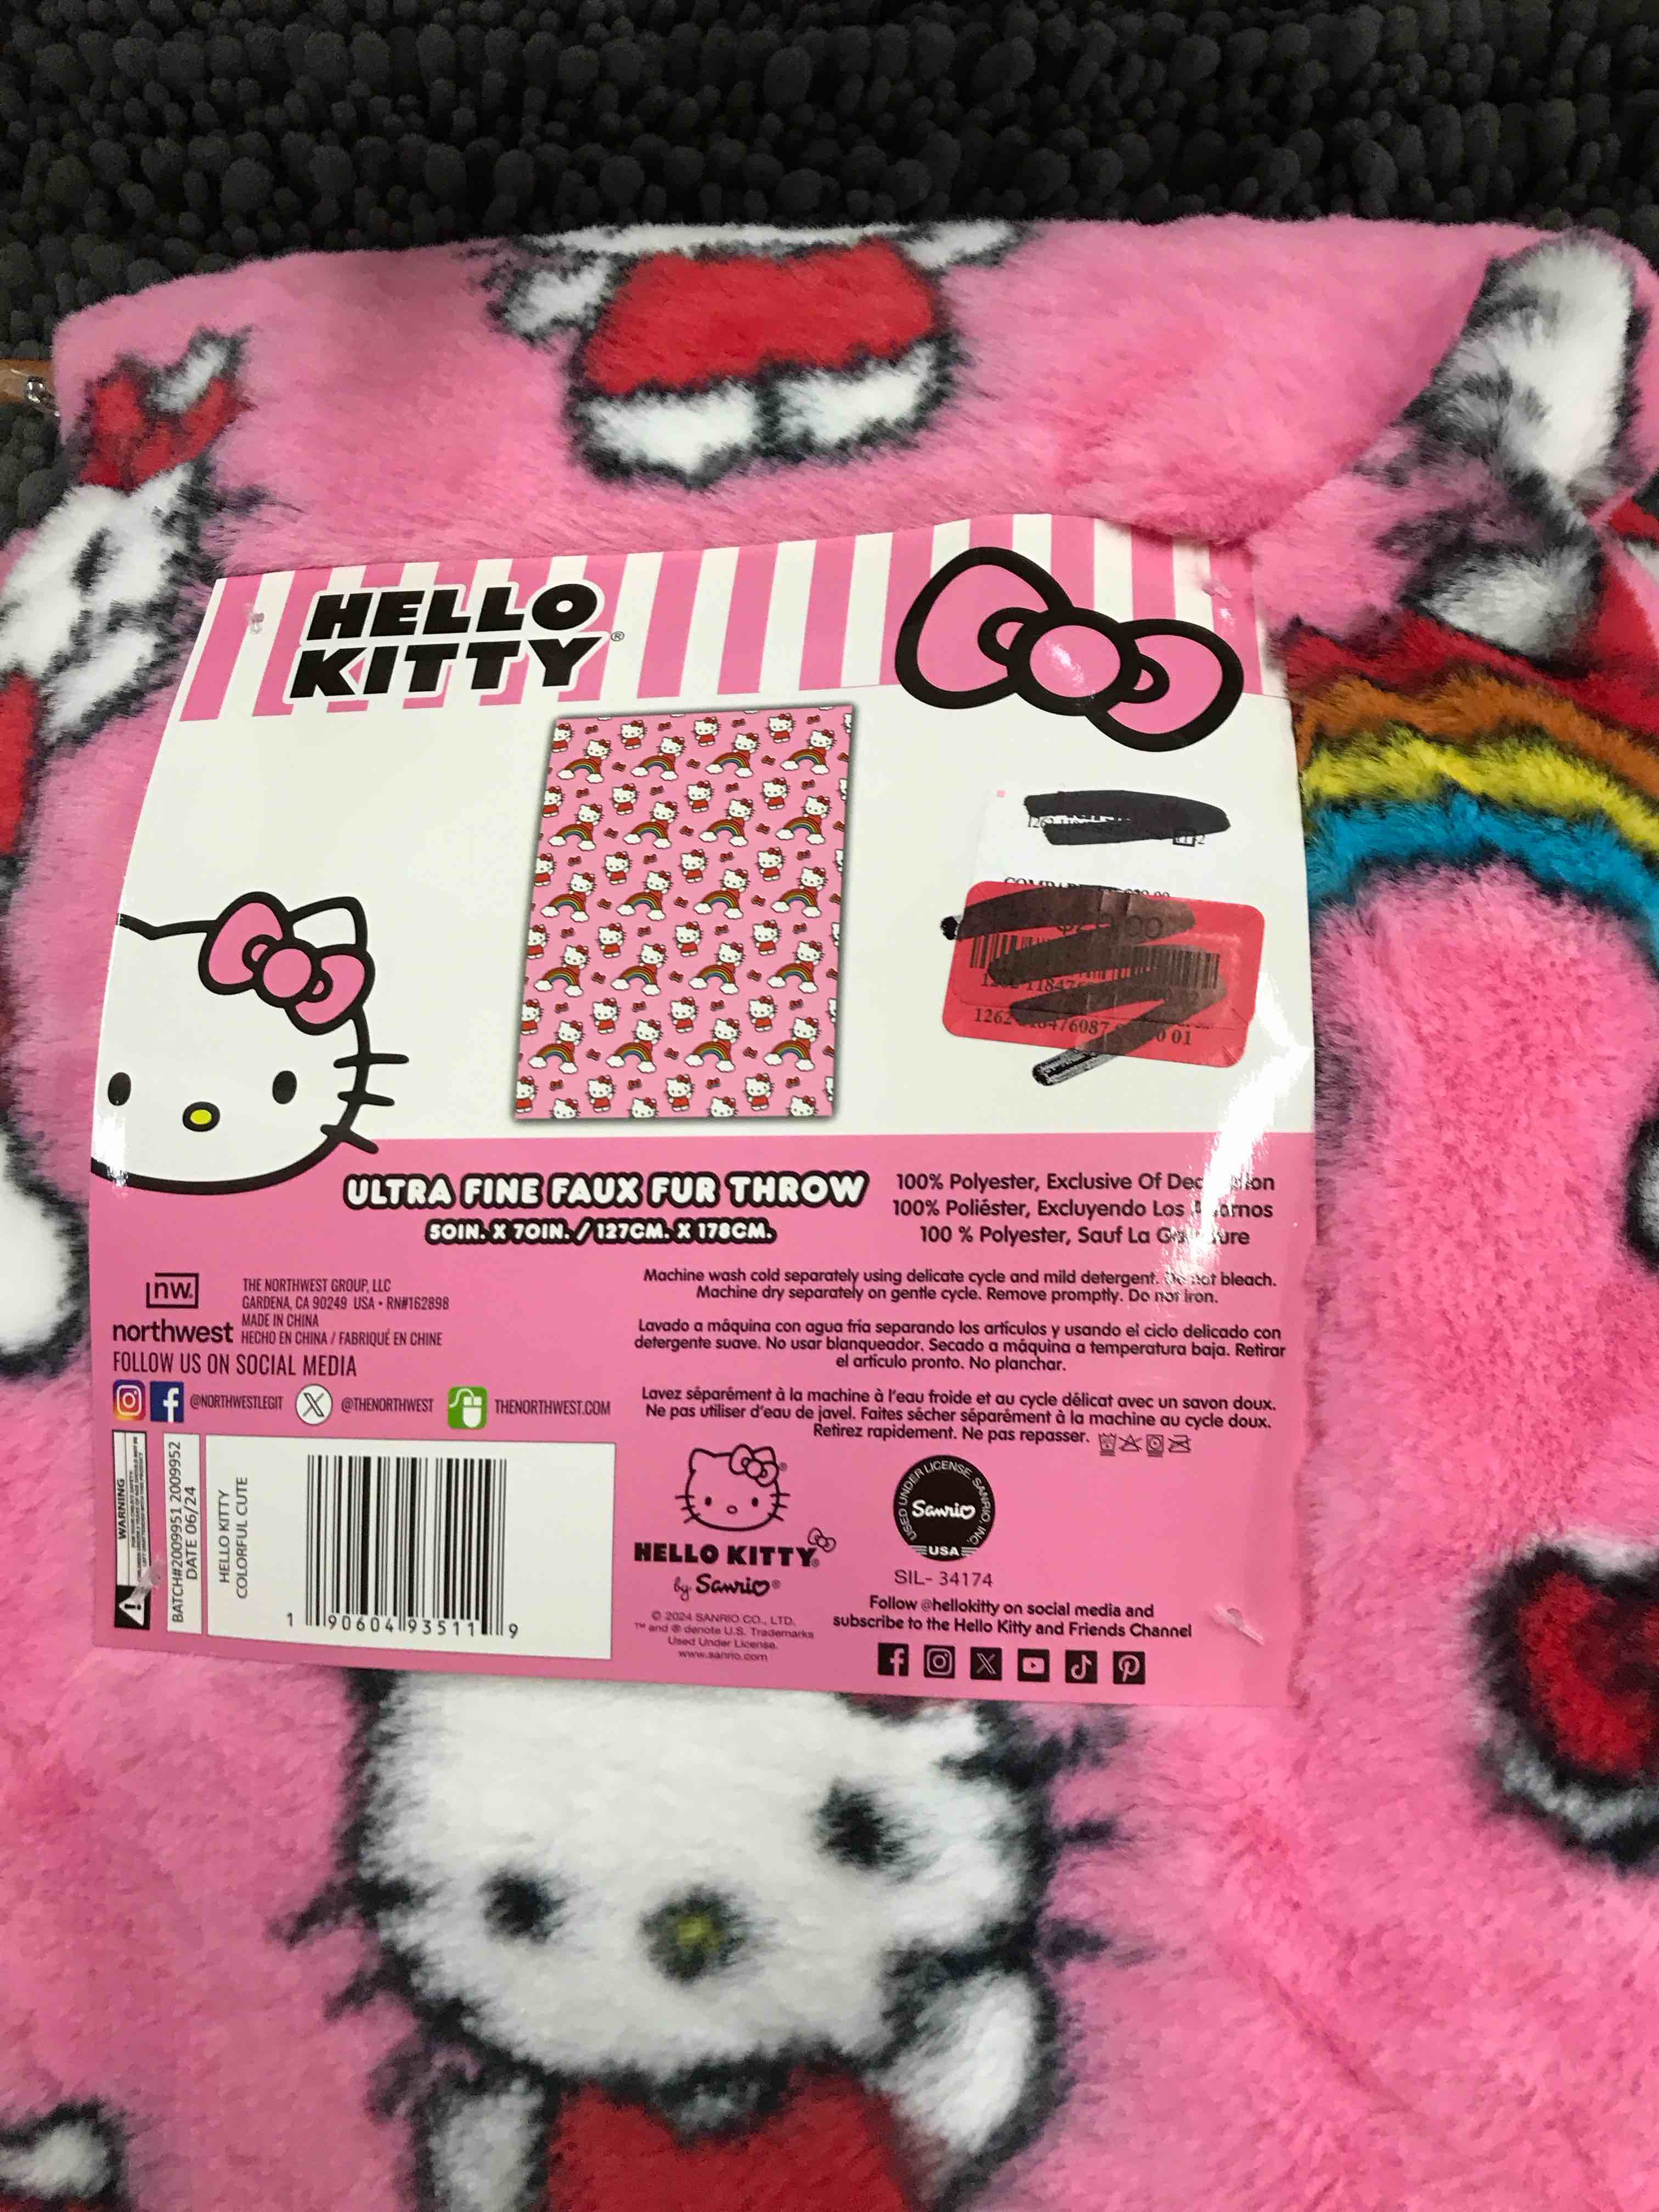 HELLO
KITTY®
ULTRA FINE FAUX FUR THROW
50IN. X 70IN. / 127CM. X 178CM.
100% Polyester, Exclusive Of
100% Poliéster, Excluyendo Los
100 % Polyester, Sauf La
Machine wash cold separately using delicate cycle and mild detergent. Do not bleach.
Machine dry separately on gentle cycle. Remove promptly. Do not iron.
Lavado a máquina con agua fría separando los artículos y usando el ciclo delicado con
detergente suave. No usar blanqueador. Secado a máquina a temperatura baja. Retirar
el artículo pronto. No planchar.
Lavez séparément à la machine à l'eau froide et au cycle délicat avec un savon doux.
Ne pas utiliser d'eau de javel. Faites sécher séparément à la machine au cycle doux.
Retirez rapidement. Ne pas repasser.
nw.
northwest
THE NORTHWEST GROUP, LLC
GARDENA, CA 90249 USA • RN#162898
MADE IN CHINA
HECHO EN CHINA / FABRIQUÉ EN CHINE
FOLLOW US ON SOCIAL MEDIA
@NORTHWESTLEGIT
@THENORTHWEST
THENORTHWEST.COM
WARNING
BATCH#2009951 2009952
DATE 06/24
HELLO KITTY
COLORFUL CUTE
1 90604 93511 9
HELLO KITTY®
by Sanrio®
© 2024 SANRIO CO., LTD.
™ and ® denote U.S. Trademarks
Used Under License.
www.sanrio.com
USED UNDER LICENSE, SANRIO, INC.
Sanrio
USA
SIL- 34174
Follow @hellokitty on social media and
subscribe to the Hello Kitty and Friends Channel